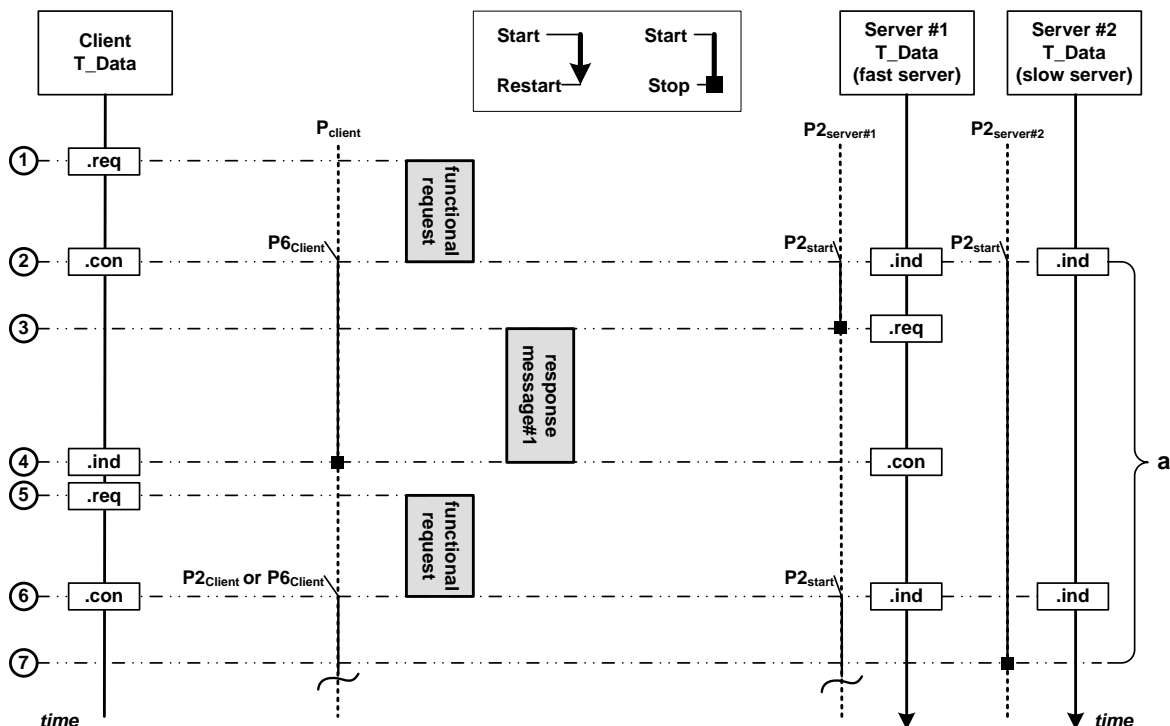 Client
T_Data
Start
Restart
Start
Stop
Server #1
T_Data
(fast server)
Server #2
T_Data
(slow server)
Pclient
P2server#1
P2server#2
1
.req
functional
request
P6Client
P2start
P2start
2
.con
.ind
.ind
3
.req
response
message#1
4
.ind
.con
a
5
.req
functional
request
P2Client or P6Client
P2start
6
.con
.ind
.ind
7
time
time